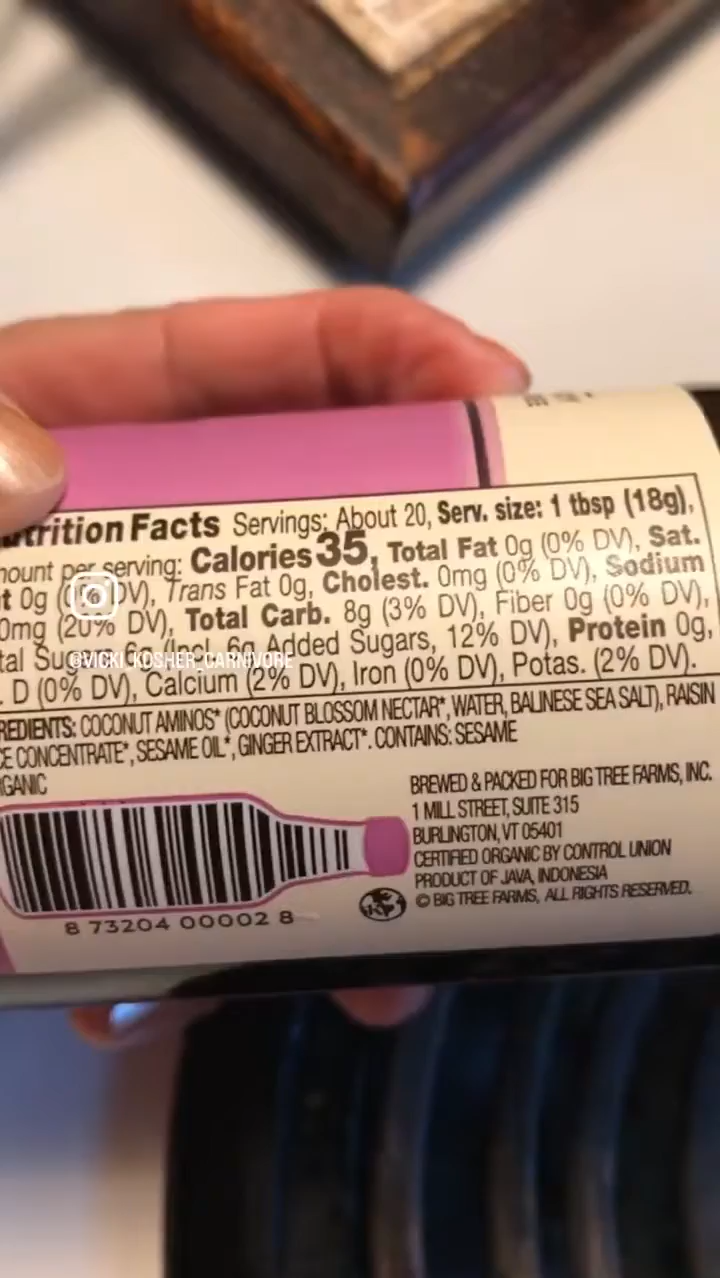 trition Facts Servings: About 20, Serv. size: 1 tbsp (18g),
mount per serving: Calories 35, Total Fat 0g (0% DV), Sat.
t 0g (0% DV), Trans Fat 0g, Cholest. 0mg (0% DV), Sodium
0mg (20% DV), Total Carb. 8g (3% DV), Fiber 0g (0% DV),
tal Sug 6g (Incl. 6g Added Sugars, 12% DV), Protein 0g,
@VICKI_KOSHER_CARNIVORE
. D (0% DV), Calcium (2% DV), Iron (0% DV), Potas. (2% DV).
REDIENTS: COCONUT AMINOS* (COCONUT BLOSSOM NECTAR*, WATER, BALINESE SEA SALT), RAISIN
CE CONCENTRATE*, SESAME OIL*, GINGER EXTRACT*. CONTAINS: SESAME
GANIC
BREWED & PACKED FOR BIG TREE FARMS, INC.
1 MILL STREET, SUITE 315
BURLINGTON, VT 05401
CERTIFIED ORGANIC BY CONTROL UNION
PRODUCT OF JAVA, INDONESIA
© BIG TREE FARMS, ALL RIGHTS RESERVED.
8 73204 00002 8